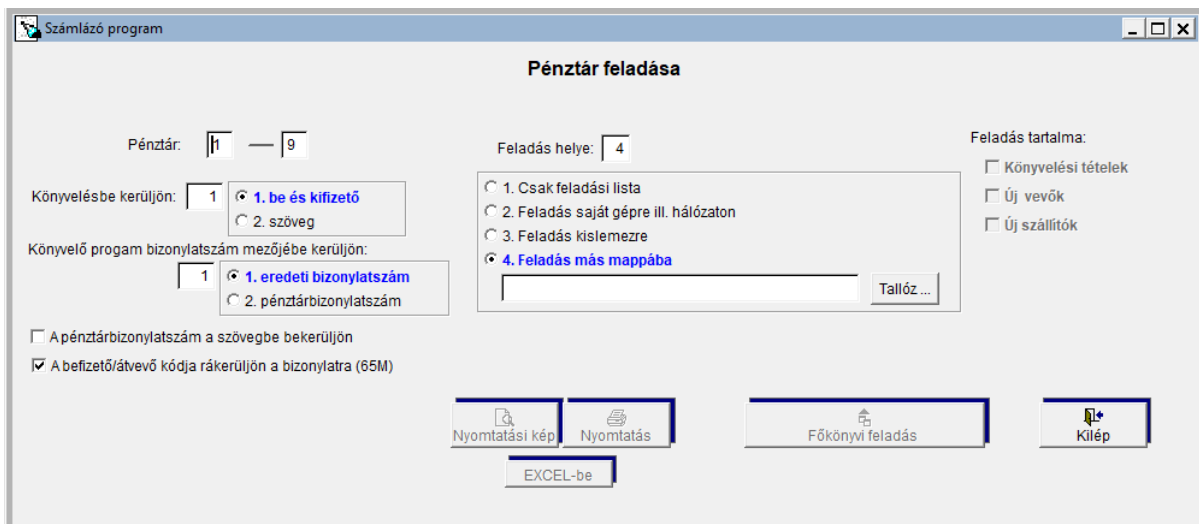 Számlázó program
Pénztár feladása
Pénztár: 1 — 9
Könyvelésbe kerüljön: 1
1. be és kifizető
2. szöveg
Könyvelő progam bizonylatszám mezőjébe kerüljön:
1
1. eredeti bizonylatszám
2. pénztárbizonylatszám
A pénztárbizonylatszám a szövegbe bekerüljön
A befizető/átvevő kódja rákerüljön a bizonylatra (65M)
Feladás helye: 4
1. Csak feladási lista
2. Feladás saját gépre ill. hálózaton
3. Feladás kislemezre
4. Feladás más mappába
Tallóz ...
Feladás tartalma:
Könyvelési tételek
Új vevők
Új szállítók
Nyomtatási kép
Nyomtatás
Főkönyvi feladás
Kilép
EXCEL-be